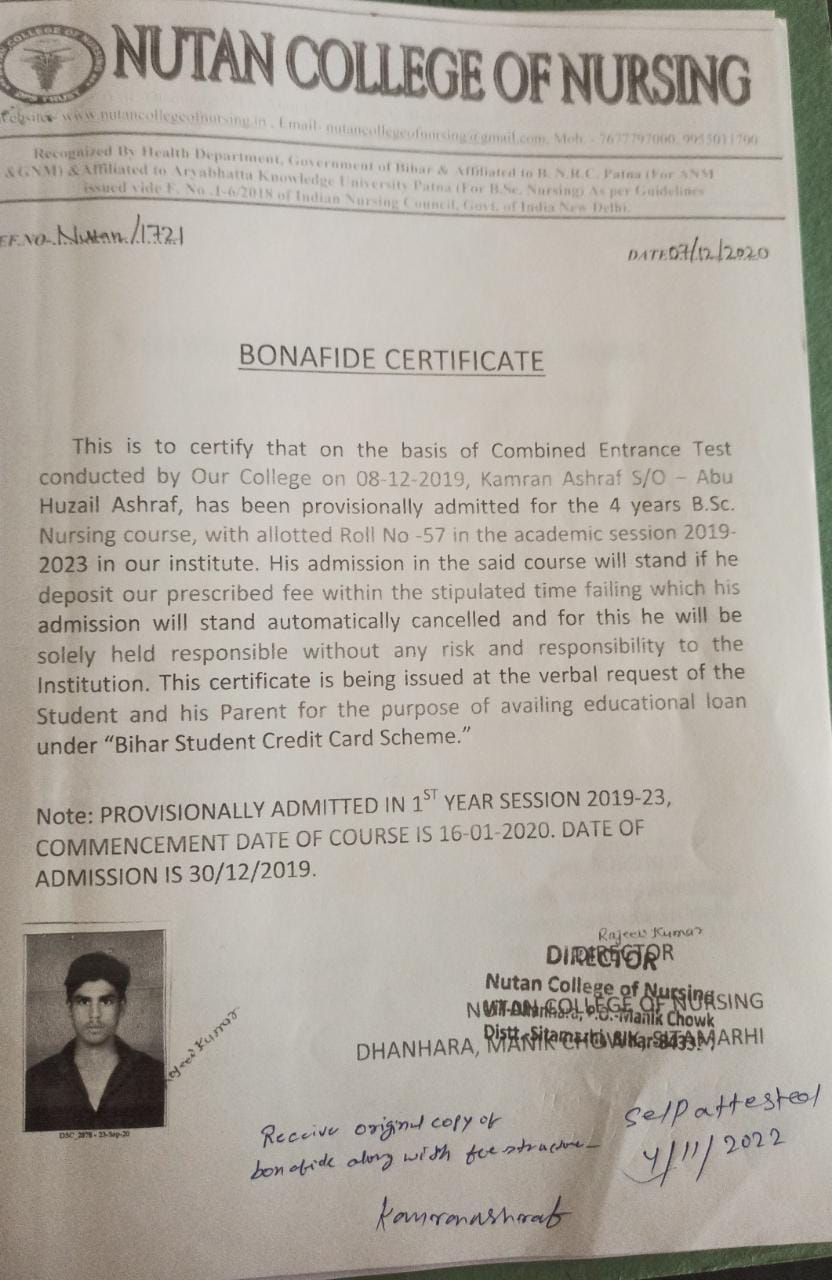 NUTAN COLLEGE OF NURSING
www.nutancollegeofnursing.in , Email- nutancollegeofnursing@gmail.com, Mob. - 7677797000, 9955011700
Recognized By Health Department, Government of Bihar & Affiliated to B. N.R.C. Patna (For ANM
&GNM) &Affiliated to Aryabhatta Knowledge University Patna (For B.Sc. Nursing) As per Guidelines
issued vide F. No .1-6/2018 of Indian Nursing Council, Govt. of India New Delhi.
EF.NO-.Nutan./1721
DATE07/12/2020
BONAFIDE CERTIFICATE
This is to certify that on the basis of Combined Entrance Test
conducted by Our College on 08-12-2019, Kamran Ashraf S/O – Abu
Huzail Ashraf, has been provisionally admitted for the 4 years B.Sc.
Nursing course, with allotted Roll No -57 in the academic session 2019-
2023 in our institute. His admission in the said course will stand if he
deposit our prescribed fee within the stipulated time failing which his
admission will stand automatically cancelled and for this he will be
solely held responsible without any risk and responsibility to the
Institution. This certificate is being issued at the verbal request of the
Student and his Parent for the purpose of availing educational loan
under “Bihar Student Credit Card Scheme.”
Note: PROVISIONALLY ADMITTED IN 1ST YEAR SESSION 2019-23,
COMMENCEMENT DATE OF COURSE IS 16-01-2020. DATE OF
ADMISSION IS 30/12/2019.
Rajeev Kumar
DIRECTOR
DIRECTOR
Nutan College of Nursing
NUTAN COLLEGE OF NURSING
Manik Chowk
Distt.-Sitamarhi, Bihar
DHANHARA, MANIK CHOWK, SITAMARHI
Rajeev Kumar
DSC_2878 - 23-Sep-20
Receive original copy of
bonafide along with fee structure
Kamranashraf
Self attested
4/11/2022